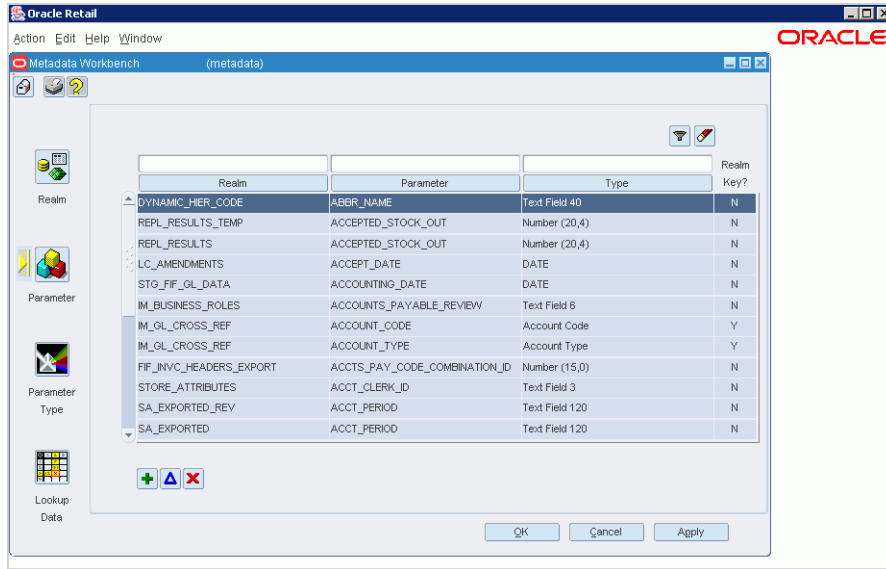 Oracle Retail
Action Edit Help Window
ORACLE
Metadata Workbench (metadata)
Realm
Parameter
Parameter Type
Lookup Data
Realm Parameter Type Realm Key?
DYNAMIC_HIER_CODE ABBR_NAME Text Field 40 N
REPL_RESULTS_TEMP ACCEPTED_STOCK_OUT Number (20,4) N
REPL_RESULTS ACCEPTED_STOCK_OUT Number (20,4) N
LC_AMENDMENTS ACCEPT_DATE DATE N
STG_FIF_GL_DATA ACCOUNTING_DATE DATE N
IM_BUSINESS_ROLES ACCOUNTS_PAYABLE_REVIEW Text Field 6 N
IM_GL_CROSS_REF ACCOUNT_CODE Account Code Y
IM_GL_CROSS_REF ACCOUNT_TYPE Account Type Y
FIF_INVC_HEADERS_EXPORT ACCTS_PAY_CODE_COMBINATION_ID Number (15,0) N
STORE_ATTRIBUTES ACCT_CLERK_ID Text Field 3 N
SA_EXPORTED_REV ACCT_PERIOD Text Field 120 N
SA_EXPORTED ACCT_PERIOD Text Field 120 N
OK Cancel Apply